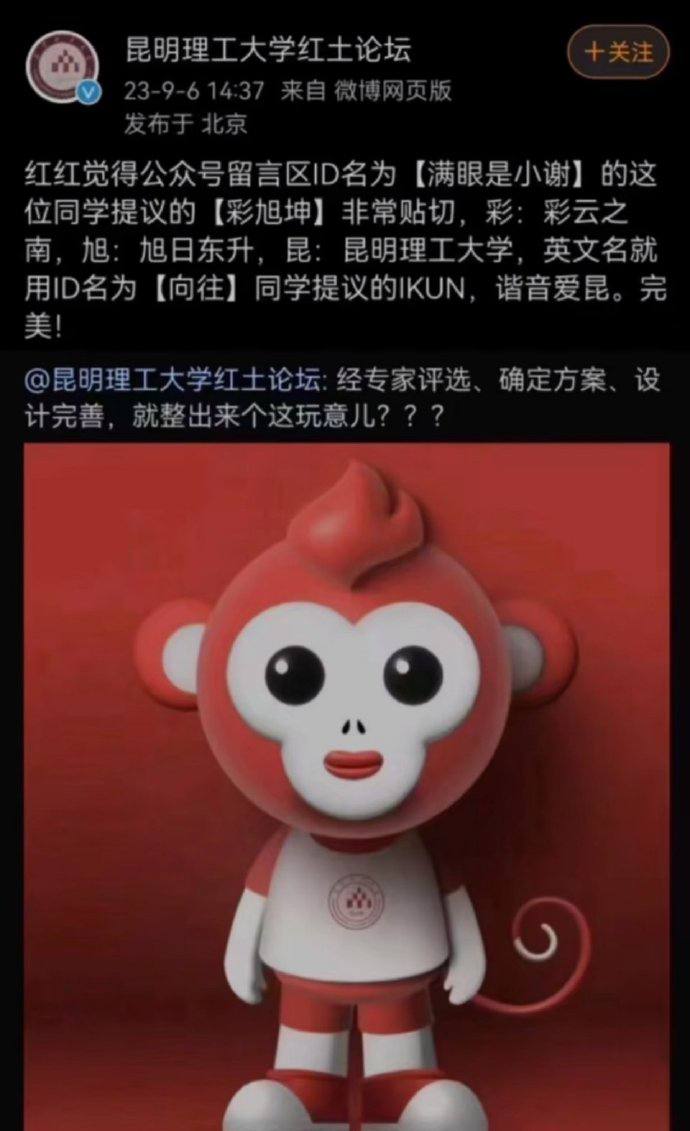 昆明理工大学红土论坛
+关注
23-9-6 14:37 来自 微博网页版
发布于 北京
红红觉得公众号留言区ID名为【满眼是小谢】的这
位同学提议的【彩旭坤】非常贴切，彩：彩云之
南，旭：旭日东升，昆：昆明理工大学，英文名就
用ID名为【向往】同学提议的IKUN，谐音爱昆。完
美！
@昆明理工大学红土论坛: 经专家评选、确定方案、设
计完善，就整出来个这玩意儿？？？